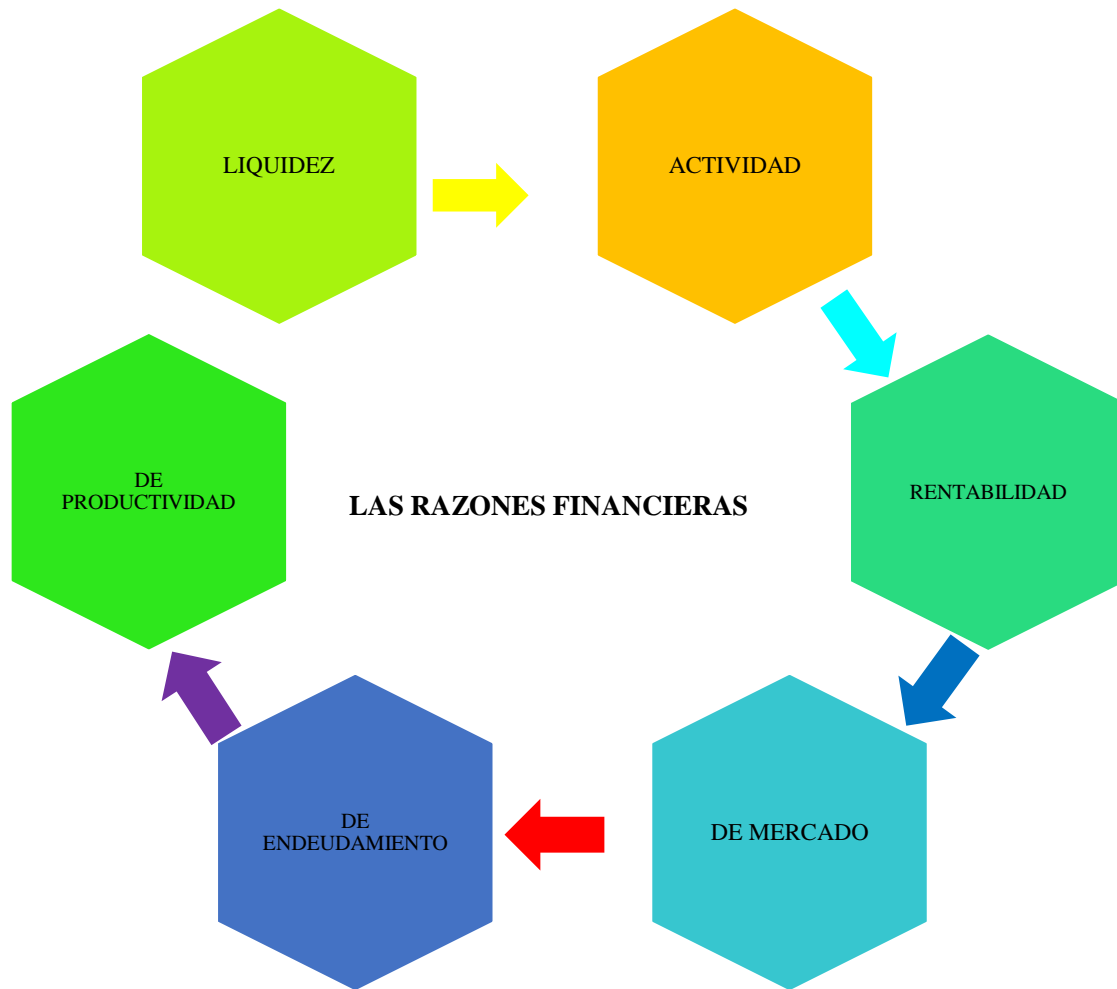 LIQUIDEZ
ACTIVIDAD
RENTABILIDAD
DE MERCADO
DE
ENDEUDAMIENTO
DE
PRODUCTIVIDAD
LAS RAZONES FINANCIERAS